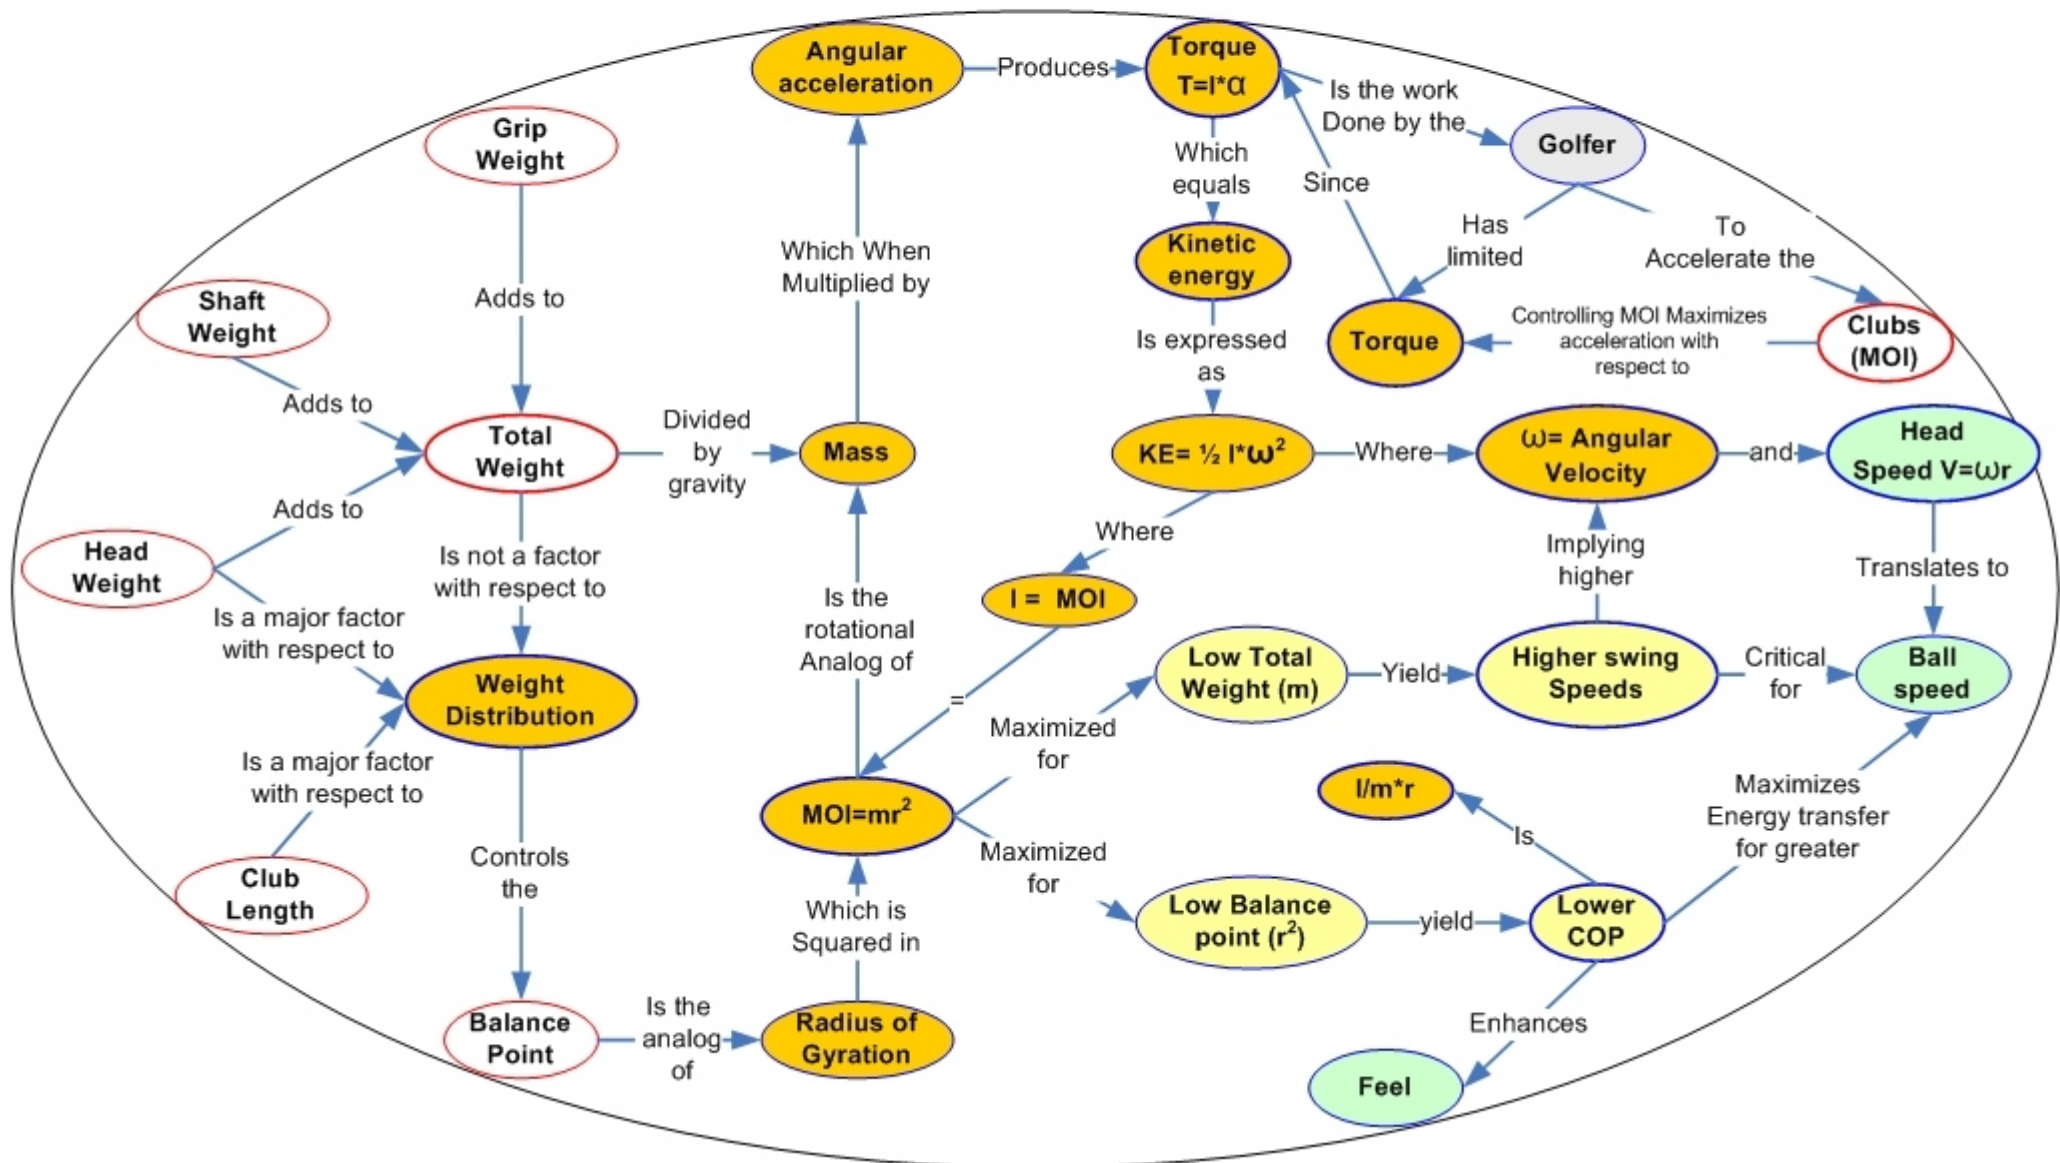 Angular
acceleration
Produces
Torque
T=I*α
Is the work
Done by the
Golfer
Grip
Weight
Which
equals
Since
Has
limited
To
Accelerate the
Kinetic
energy
Which When
Multiplied by
Adds to
Shaft
Weight
Is expressed
as
Torque
Controlling MOI Maximizes
acceleration with
respect to
Clubs
(MOI)
Adds to
Total
Weight
Divided
by
gravity
Mass
KE= ½ I*ω²
Where
ω= Angular
Velocity
and
Head
Speed V=ωr
Adds to
Head
Weight
Is not a factor
with respect to
Where
Implying
higher
Translates to
Is a major factor
with respect to
Is the
rotational
Analog of
I = MOI
Weight
Distribution
=
Low Total
Weight (m)
Yield
Higher swing
Speeds
Critical
for
Ball
speed
Is a major factor
with respect to
Maximized
for
MOI=mr²
I/m*r
Is
Maximizes
Energy transfer
for greater
Club
Length
Controls
the
Maximized
for
Which is
Squared in
Low Balance
point (r²)
yield
Lower
COP
Balance
Point
Is the
analog
of
Radius of
Gyration
Enhances
Feel